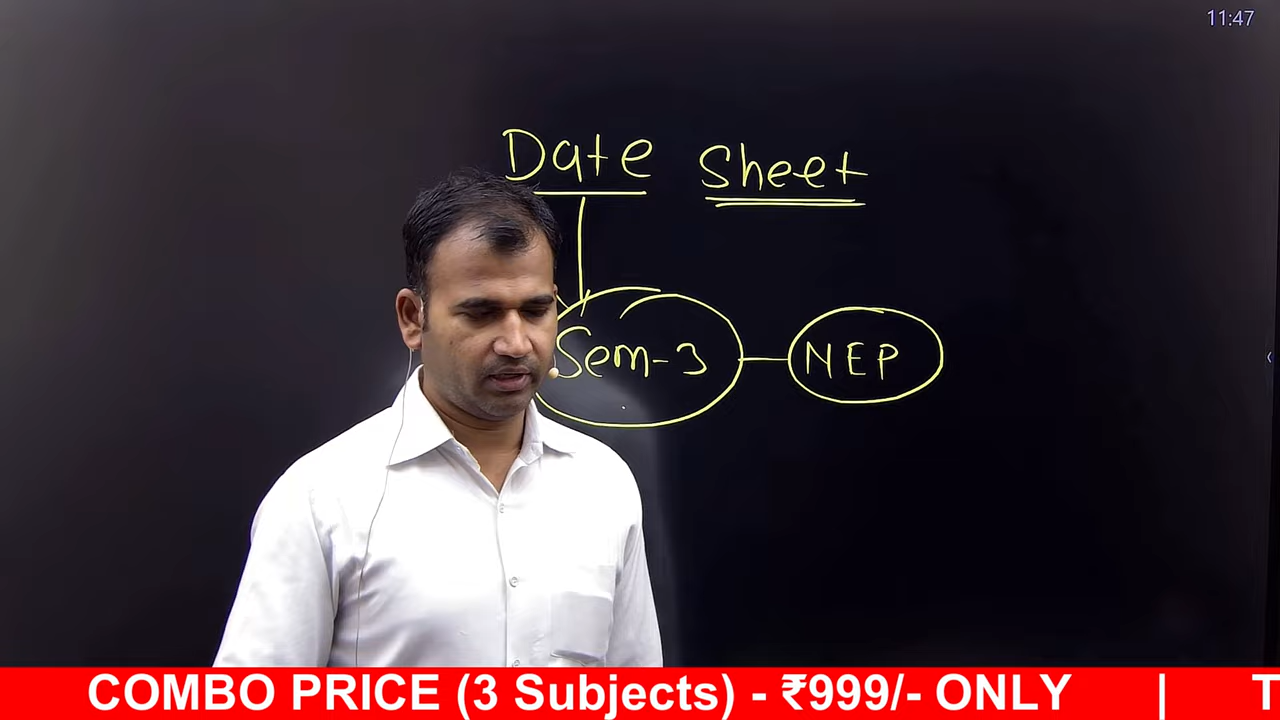 11:47
Date Sheet
Sem-3 NEP
COMBO PRICE (3 Subjects) - ₹999/- ONLY | T